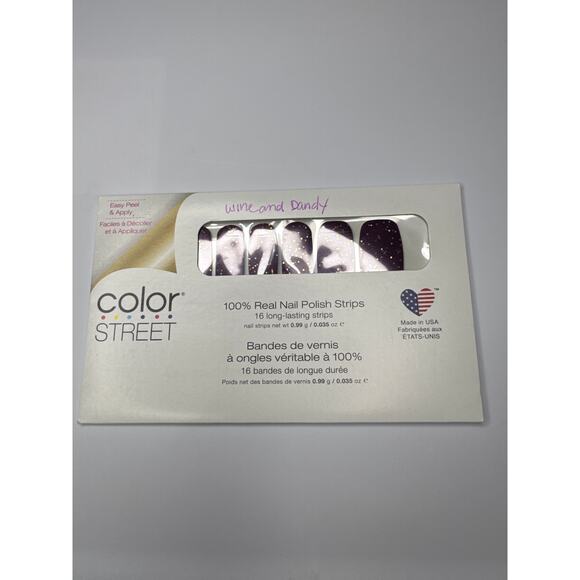 Easy Peel
& Apply
Faciles à Décoller
et à Appliquer
wine and Dandy
color®
STREET
100% Real Nail Polish Strips
16 long-lasting strips
nail strips net wt 0.99 g / 0.035 oz ℮
Bandes de vernis
à ongles véritable à 100%
16 bandes de longue durée
Poids net des bandes de vernis 0.99 g / 0.035 oz ℮
™
Made in USA
Fabriquées aux
ÉTATS-UNIS